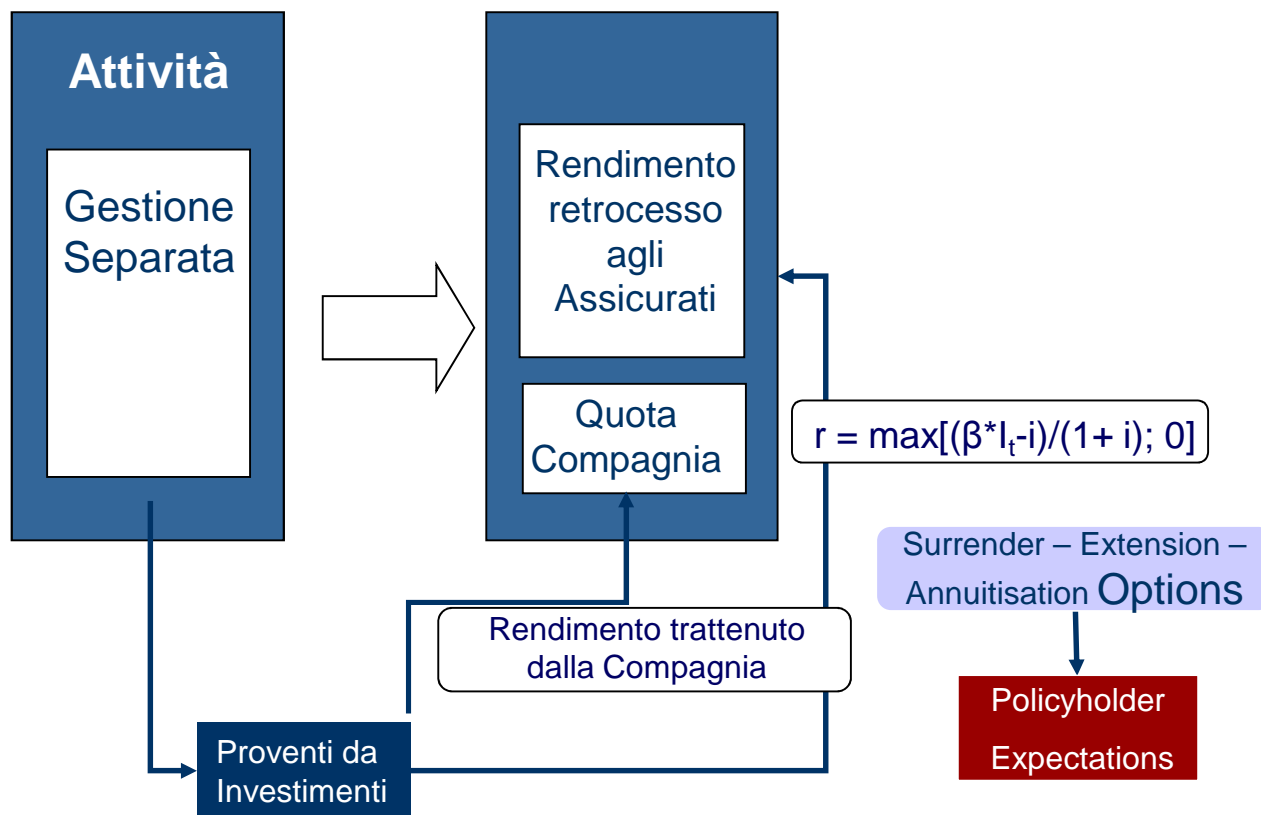 Attività
Gestione
Separata
Rendimento
retrocesso
agli
Assicurati
Quota
Compagnia
r = max[(β*I_t-i)/(1+ i); 0]
Surrender – Extension –
Annuitisation Options
Rendimento trattenuto
dalla Compagnia
Policyholder
Expectations
Proventi da
Investimenti